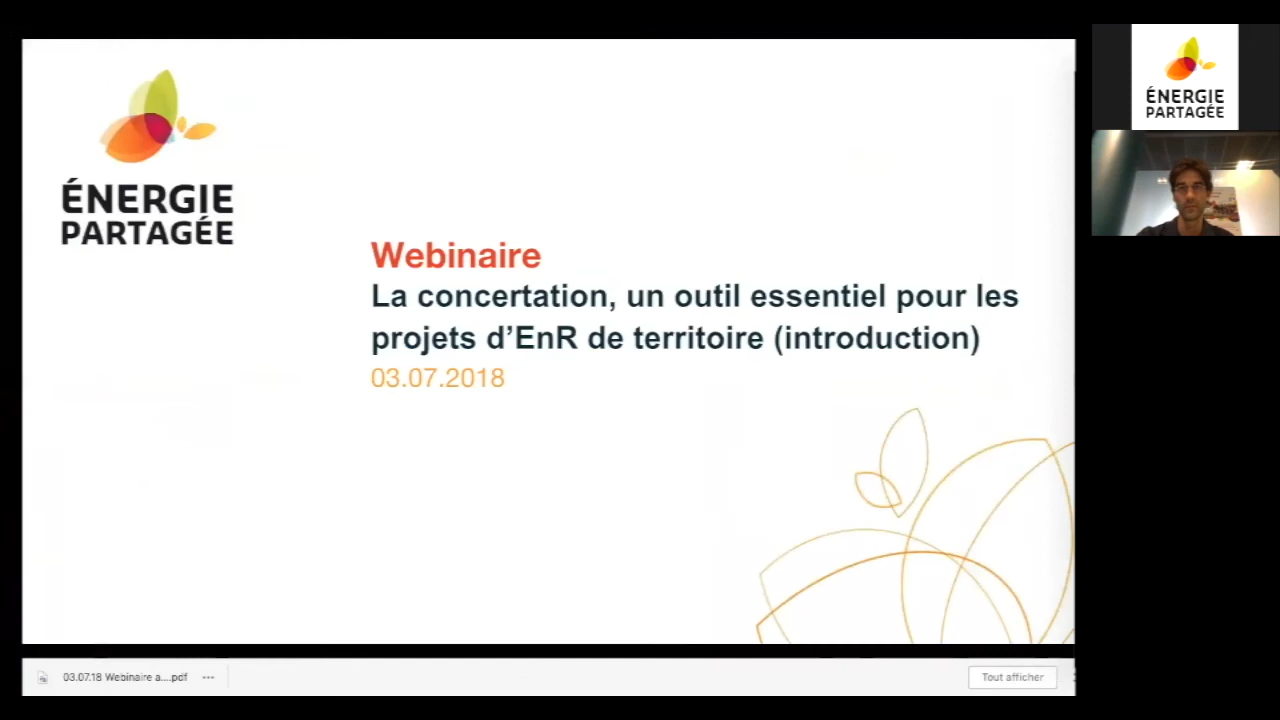 ÉNERGIE
PARTAGÉE
Webinaire
La concertation, un outil essentiel pour les
projets d’EnR de territoire (introduction)
03.07.2018
03.07.18 Webinaire a....pdf
Tout afficher
ÉNERGIE
PARTAGÉE